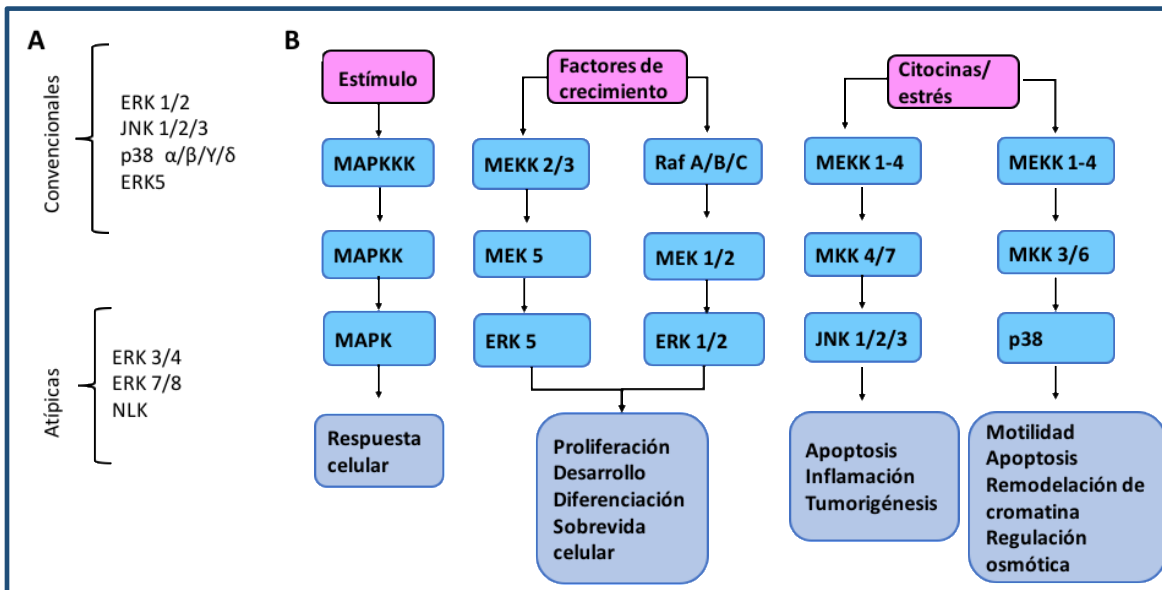 A
Convencionales
ERK 1/2
JNK 1/2/3
p38 α/β/Y/δ
ERK5
Atípicas
ERK 3/4
ERK 7/8
NLK
B
Estímulo
MAPKKK
MAPKK
MAPK
Respuesta
celular
Factores de
crecimiento
MEKK 2/3
Raf A/B/C
MEK 5
MEK 1/2
ERK 5
ERK 1/2
Proliferación
Desarrollo
Diferenciación
Sobrevida
celular
Citocinas/
estrés
MEKK 1-4
MEKK 1-4
MKK 4/7
MKK 3/6
JNK 1/2/3
p38
Apoptosis
Inflamación
Tumorigénesis
Motilidad
Apoptosis
Remodelación de
cromatina
Regulación
osmótica